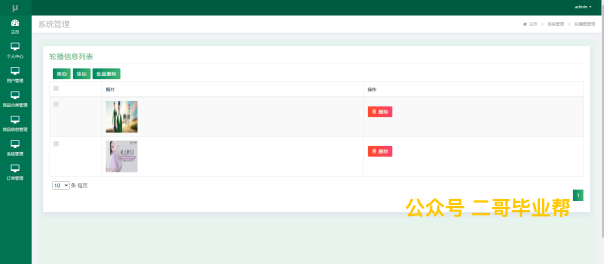 μ
admin
主页
个人中心
用户管理
商品分类管理
商品信息管理
系统管理
订单管理
系统管理
主页 系统管理 轮播图管理
轮播信息列表
查询 添加 批量删除
图片 操作
删除
删除
10 条 每页
1
公众号 二哥毕业帮